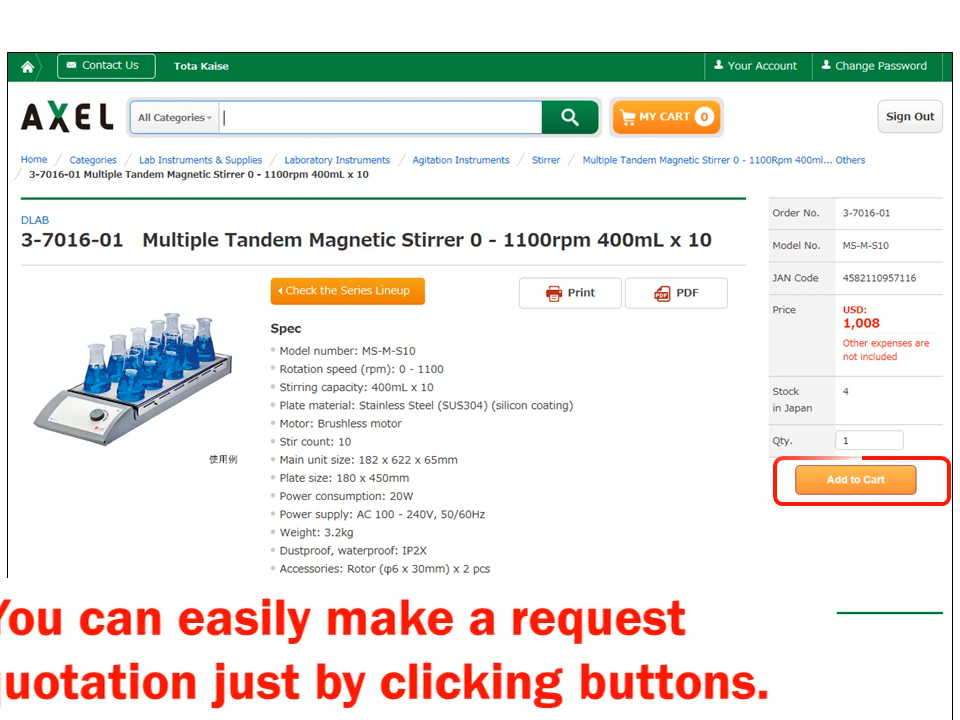 Contact Us
Tota Kaise
Your Account
Change Password
AXEL
All Categories
MY CART 0
Sign Out
Home / Categories / Lab Instruments & Supplies / Laboratory Instruments / Agitation Instruments / Stirrer / Multiple Tandem Magnetic Stirrer 0 - 1100Rpm 400ml... Others
/ 3-7016-01 Multiple Tandem Magnetic Stirrer 0 - 1100rpm 400mL x 10
DLAB
3-7016-01 Multiple Tandem Magnetic Stirrer 0 - 1100rpm 400mL x 10
Check the Series Lineup
Print
PDF
使用例
Spec
Model number: MS-M-S10
Rotation speed (rpm): 0 - 1100
Stirring capacity: 400mL x 10
Plate material: Stainless Steel (SUS304) (silicon coating)
Motor: Brushless motor
Stir count: 10
Main unit size: 182 x 622 x 65mm
Plate size: 180 x 450mm
Power consumption: 20W
Power supply: AC 100 - 240V, 50/60Hz
Weight: 3.2kg
Dustproof, waterproof: IP2X
Accessories: Rotor (φ6 x 30mm) x 2 pcs
Order No. 3-7016-01
Model No. MS-M-S10
JAN Code 4582110957116
Price USD:
1,008
Other expenses are
not included
Stock 4
in Japan
Qty. 1
Add to Cart
You can easily make a request
quotation just by clicking buttons.